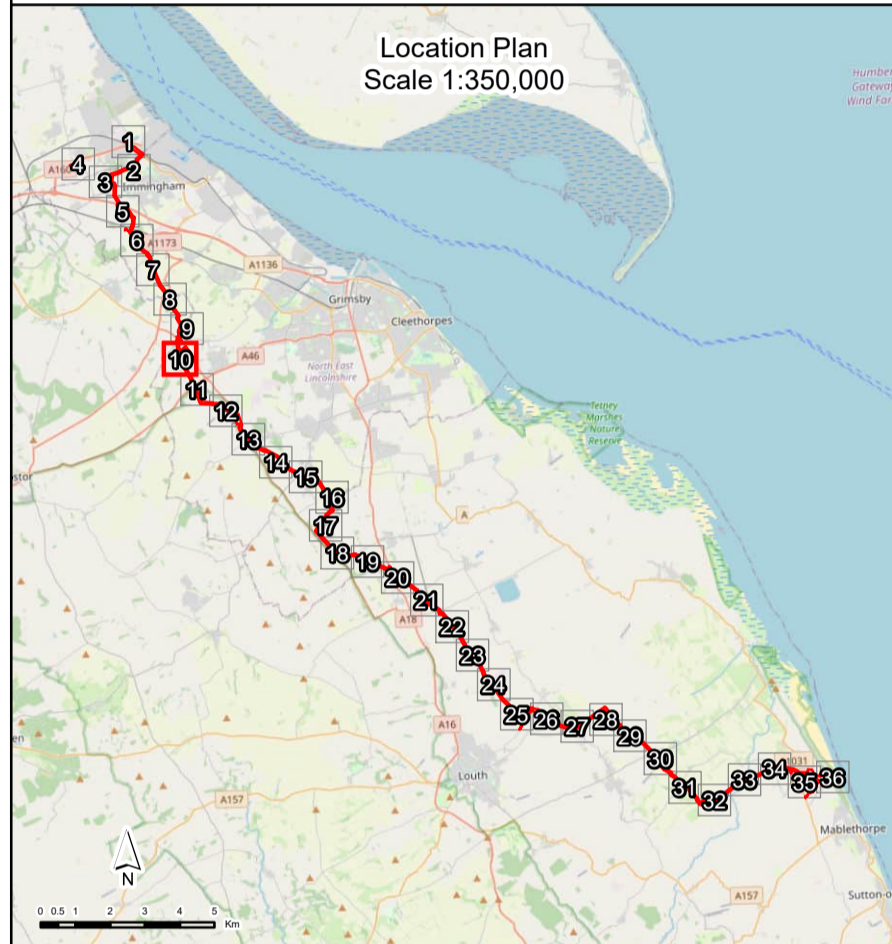 Location Plan
Scale 1:350,000
Humber
Gateway
Wind Far
1
4
A160
2
3
Immingham
5
6
A1173
7
A1136
8
Grimsby
9
Cleethorpes
10
A46
North East
Lincolnshire
11
12
Tetney
Marshes
Nature
Reserve
13
14
stor
15
16
A
17
18
19
20
21
A18
22
23
24
25
26
27
28
A16
29
en
30
1031
Louth
34
36
33
35
31
A157
32
Mablethorpe
N
A157
Sutton-o
0 0.5 1 2 3 4 5
Km